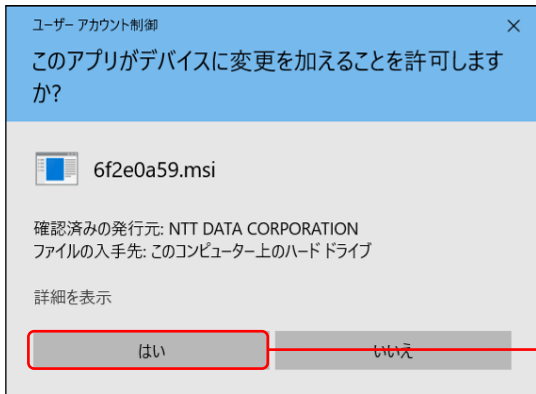 ユーザー アカウント制御
このアプリがデバイスに変更を加えることを許可します
か?
6f2e0a59.msi
確認済みの発行元: NTT DATA CORPORATION
ファイルの入手先: このコンピューター上のハード ドライブ
詳細を表示
はい
いいえ